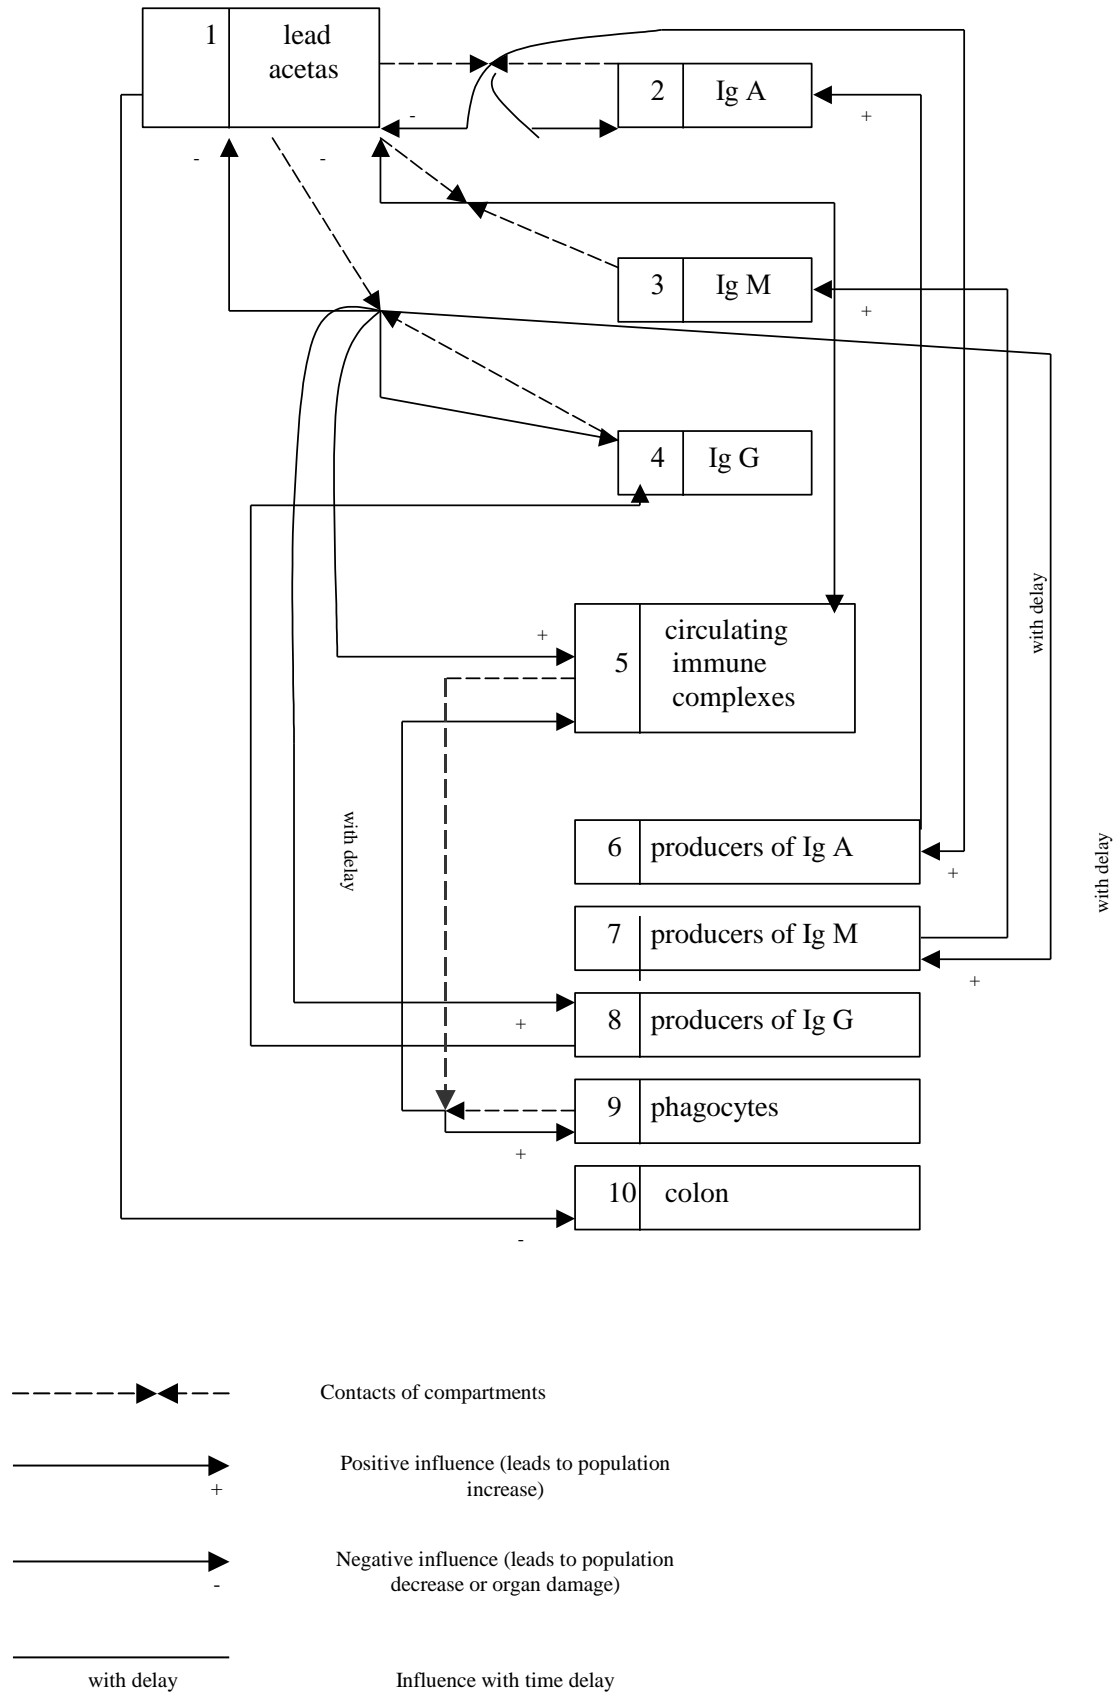 1
lead
acetas
2
Ig A
-
+
-
-
3
Ig M
+
4
Ig G
with delay
+
5
circulating
immune
complexes
with delay
with delay
6
producers of Ig A
+
7
producers of Ig M
+
8
producers of Ig G
+
9
phagocytes
+
10
colon
-
Contacts of compartments
Positive influence (leads to population
increase)
+
Negative influence (leads to population
decrease or organ damage)
-
with delay
Influence with time delay